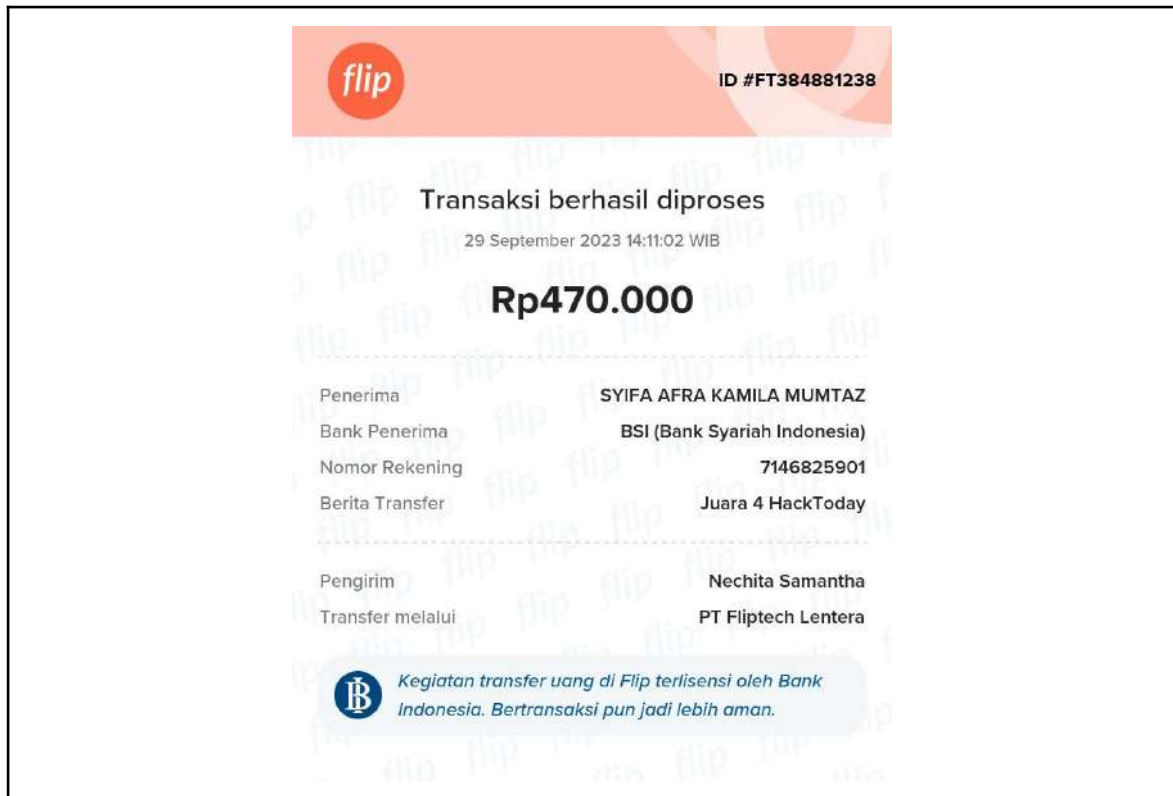 flip
ID #FT384881238
Transaksi berhasil diproses
29 September 2023 14:11:02 WIB
Rp470.000
Penerima SYIFA AFRA KAMILA MUMTAZ
Bank Penerima BSI (Bank Syariah Indonesia)
Nomor Rekening 7146825901
Berita Transfer Juara 4 HackToday
Pengirim Nechita Samantha
Transfer melalui PT Fliptech Lentera
Kegiatan transfer uang di Flip terlisensi oleh Bank
Indonesia. Bertransaksi pun jadi lebih aman.